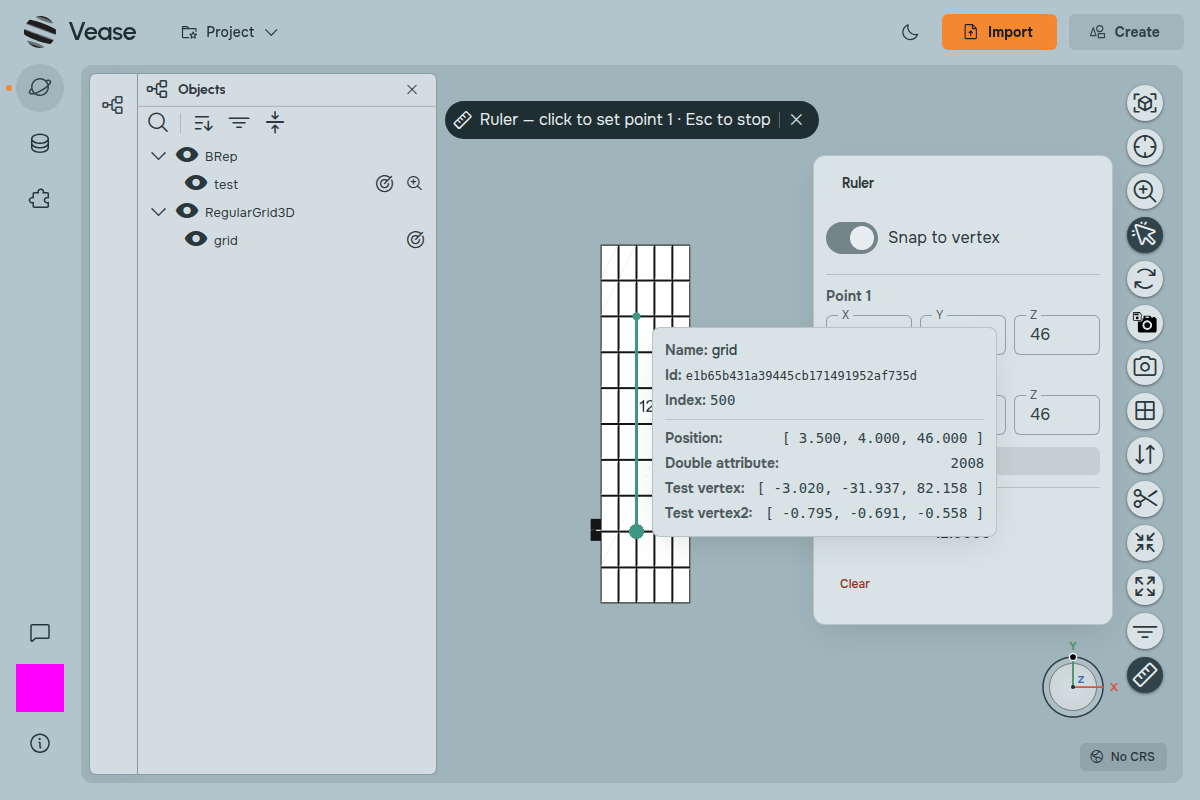 Vease
Project
Import
Create
Objects
BRep
test
RegularGrid3D
grid
Ruler — click to set point 1 · Esc to stop
Ruler
Snap to vertex
Point 1
X
Y
Z
46
Z
46
12
Name: grid
Id: e1b65b431a39445cb171491952af735d
Index: 500
Position: [ 3.500, 4.000, 46.000 ]
Double attribute: 2008
Test vertex: [ -3.020, -31.937, 82.158 ]
Test vertex2: [ -0.795, -0.691, -0.558 ]
Clear
Y
Z
X
No CRS